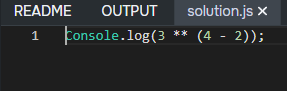 README OUTPUT solution.js ×
1 Console.log(3 ** (4 - 2));